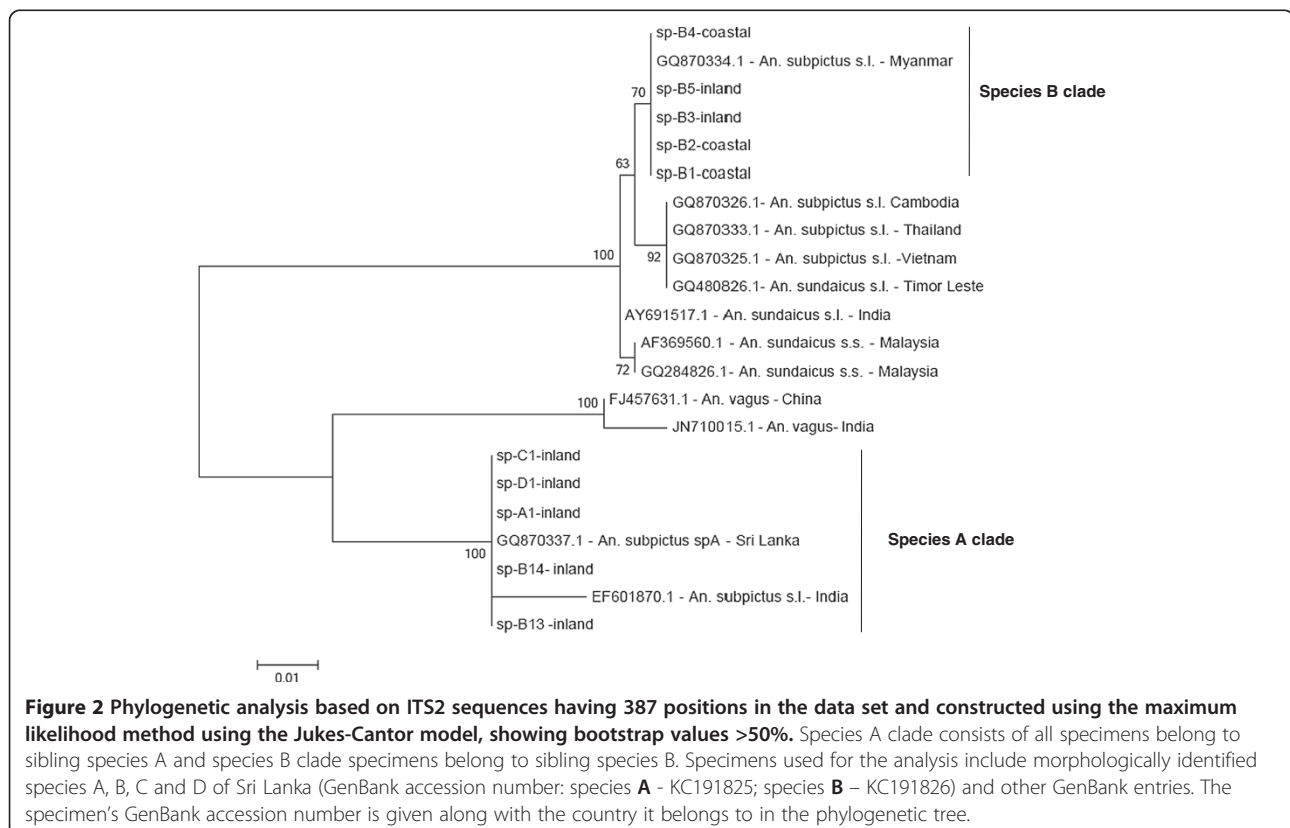 sp-B4-coastal
GQ870334.1 - An. subpictus s.l. - Myanmar
70
sp-B5-inland
Species B clade
sp-B3-inland
sp-B2-coastal
63
sp-B1-coastal
GQ870326.1- An. subpictus s.l. Cambodia
GQ870333.1 - An. subpictus s.l. - Thailand
100
92
GQ870325.1 - An. subpictus s.l. -Vietnam
GQ480826.1- An. sundaicus s.l. - Timor Leste
AY691517.1 - An. sundaicus s.l. - India
AF369560.1 - An. sundaicus s.s. - Malaysia
72
GQ284826.1- An. sundaicus s.s. - Malaysia
100
FJ457631.1 - An. vagus - China
JN710015.1 - An. vagus- India
sp-C1-inland
sp-D1-inland
sp-A1-inland
GQ870337.1 - An. subpictus spA - Sri Lanka
Species A clade
100
sp-B14- inland
EF601870.1 - An. subpictus s.l.- India
sp-B13 -inland
0.01
Figure 2 Phylogenetic analysis based on ITS2 sequences having 387 positions in the data set and constructed using the maximum
likelihood method using the Jukes-Cantor model, showing bootstrap values >50%. Species A clade consists of all specimens belong to
sibling species A and species B clade specimens belong to sibling species B. Specimens used for the analysis include morphologically identified
species A, B, C and D of Sri Lanka (GenBank accession number: species A - KC191825; species B – KC191826) and other GenBank entries. The
specimen's GenBank accession number is given along with the country it belongs to in the phylogenetic tree.